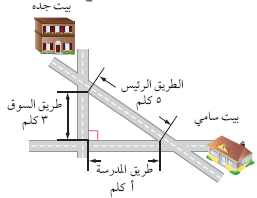 بيت جده
الطريق الرئيس
٥ كلم
طريق السوق
٣ كلم
بيت سامي
طريق المدرسة
أ كلم